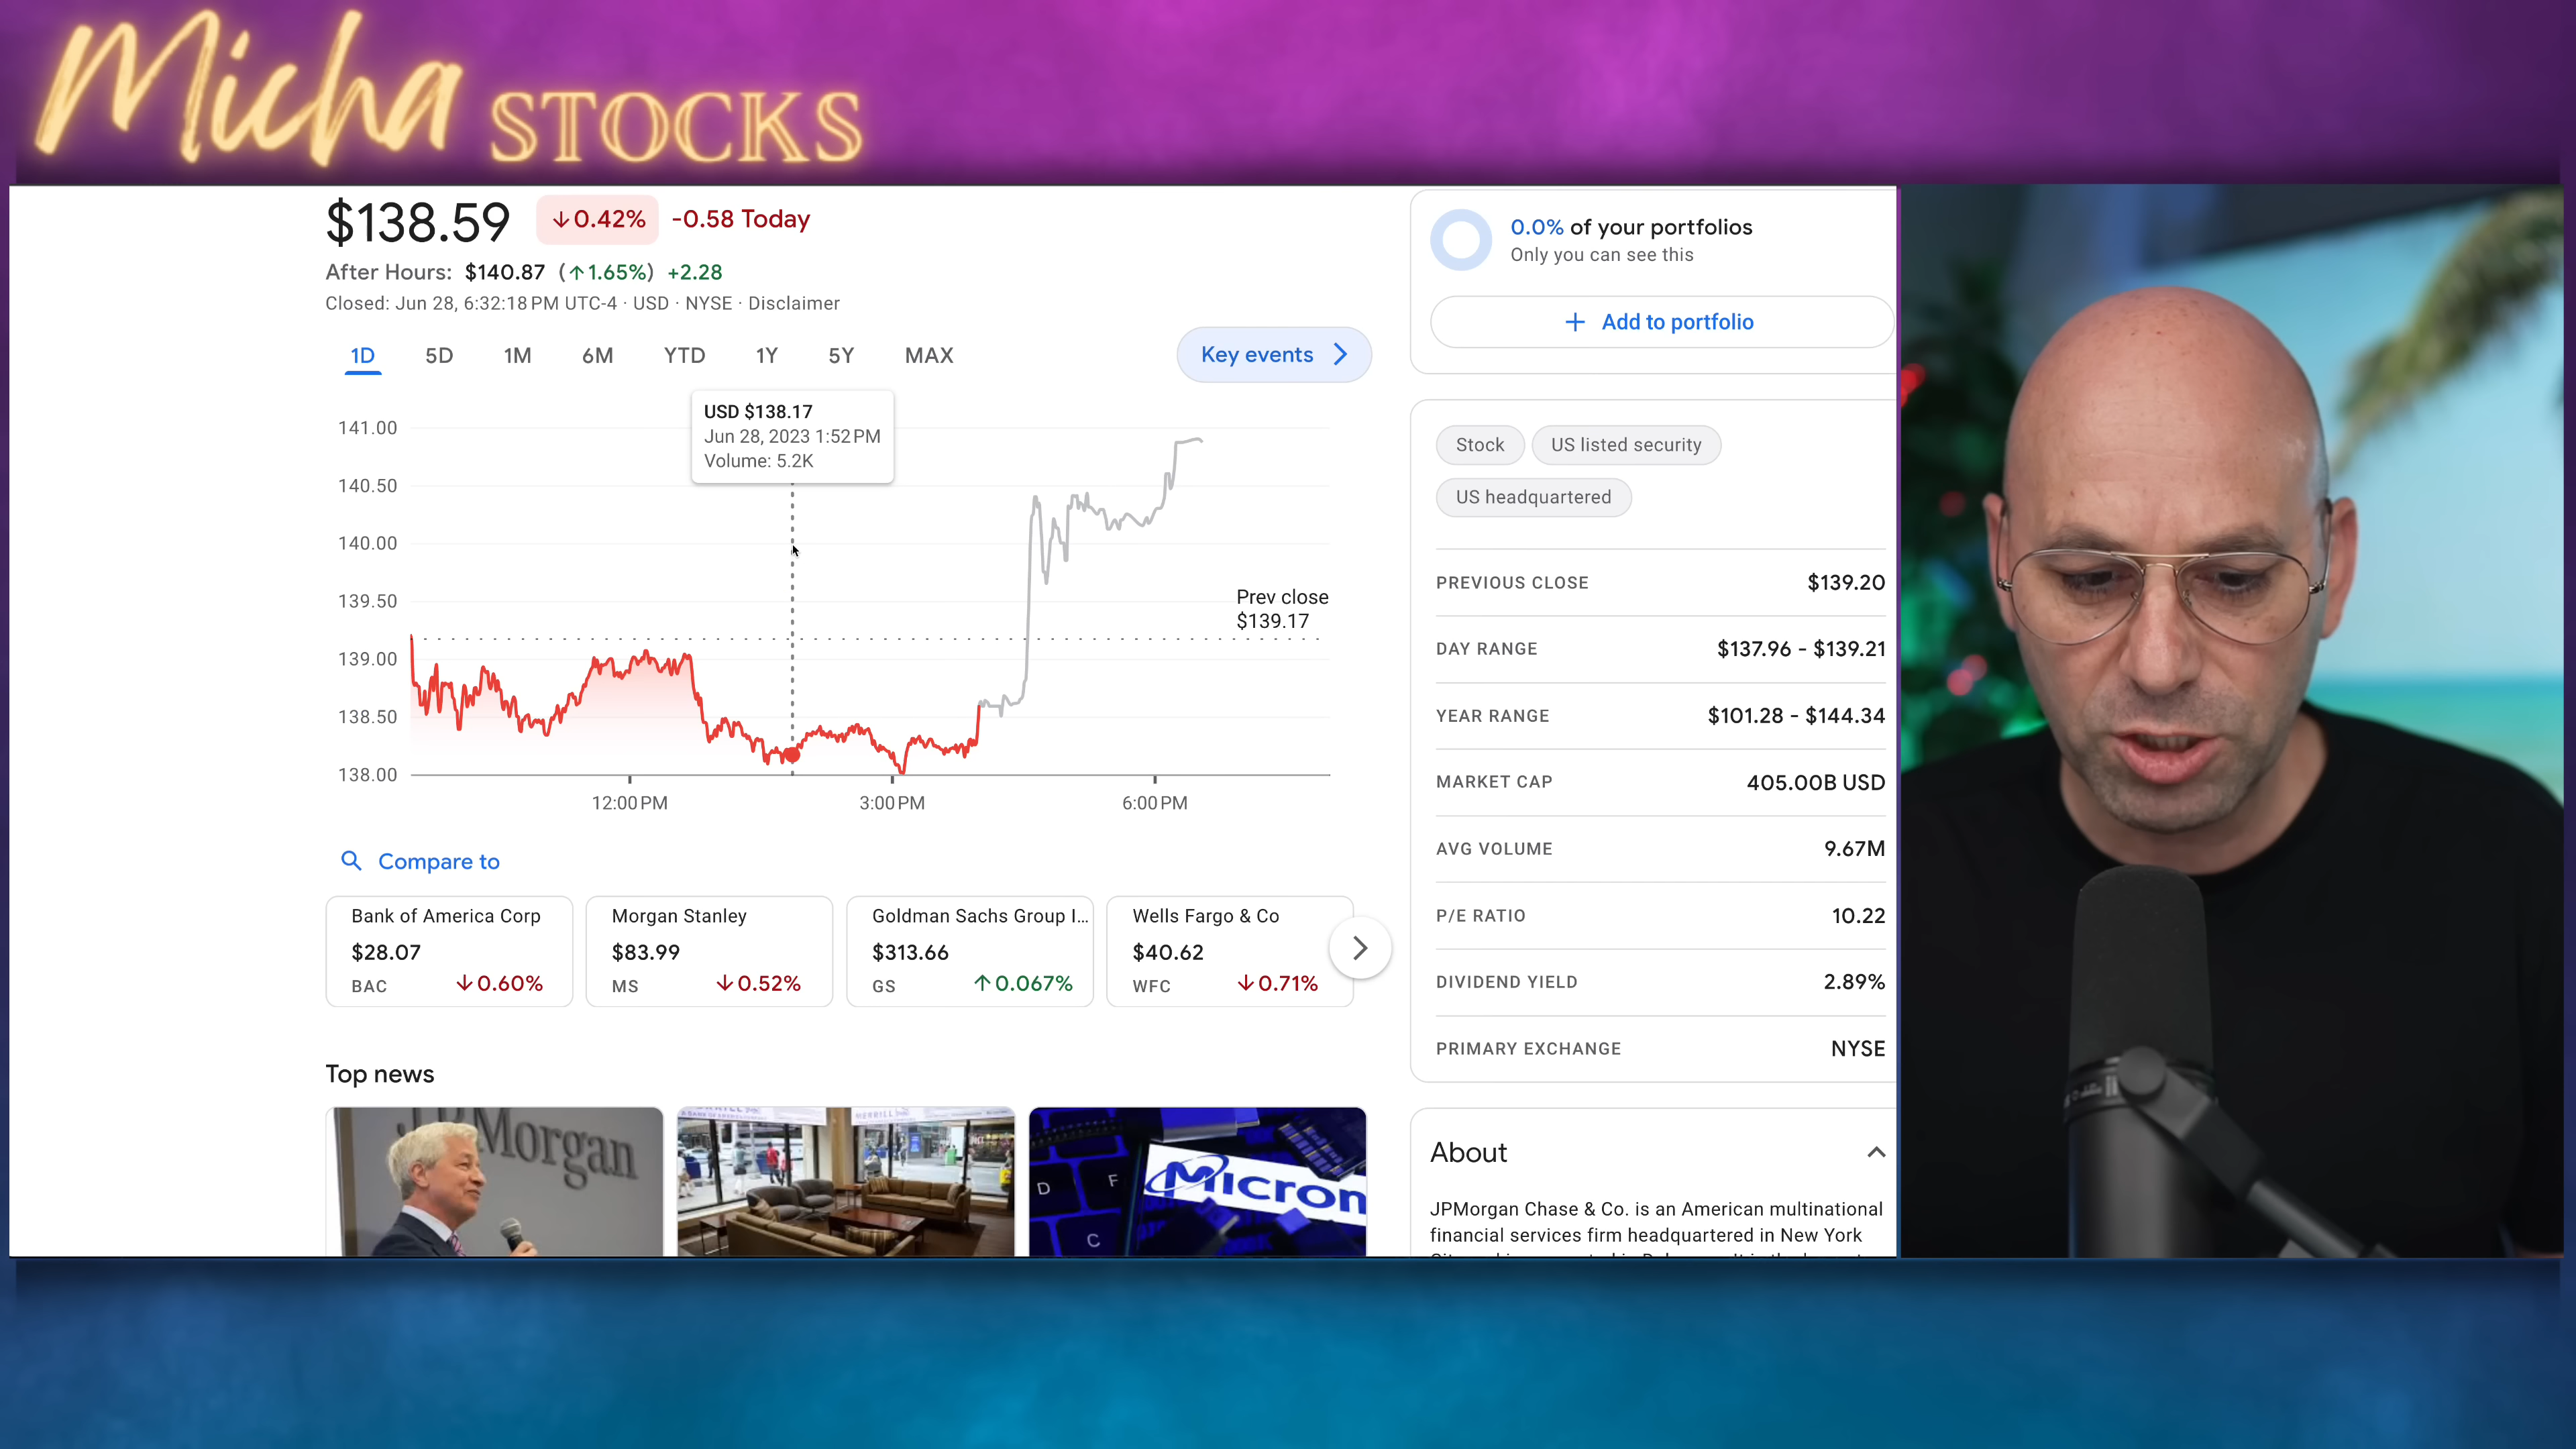 Micha STOCKS
$138.59 ↓0.42% -0.58 Today
After Hours: $140.87 (↑1.65%) +2.28
Closed: Jun 28, 6:32:18 PM UTC-4 · USD · NYSE · Disclaimer
1D 5D 1M 6M YTD 1Y 5Y MAX
Key events
USD $138.17
Jun 28, 2023 1:52 PM
Volume: 5.2K
141.00
140.50
140.00
139.50
139.00
138.50
138.00
Prev close
$139.17
12:00 PM 3:00 PM 6:00 PM
Compare to
Bank of America Corp
$28.07
BAC ↓0.60%
Morgan Stanley
$83.99
MS ↓0.52%
Goldman Sachs Group I...
$313.66
GS ↑0.067%
Wells Fargo & Co
$40.62
WFC ↓0.71%
Top news
J.P.Morgan
MERRILL
MERRILL
Micron
D
F
C
0.0% of your portfolios
Only you can see this
+ Add to portfolio
Stock US listed security
US headquartered
PREVIOUS CLOSE $139.20
DAY RANGE $137.96 - $139.21
YEAR RANGE $101.28 - $144.34
MARKET CAP 405.00B USD
AVG VOLUME 9.67M
P/E RATIO 10.22
DIVIDEND YIELD 2.89%
PRIMARY EXCHANGE NYSE
About
JPMorgan Chase & Co. is an American multinational
financial services firm headquartered in New York